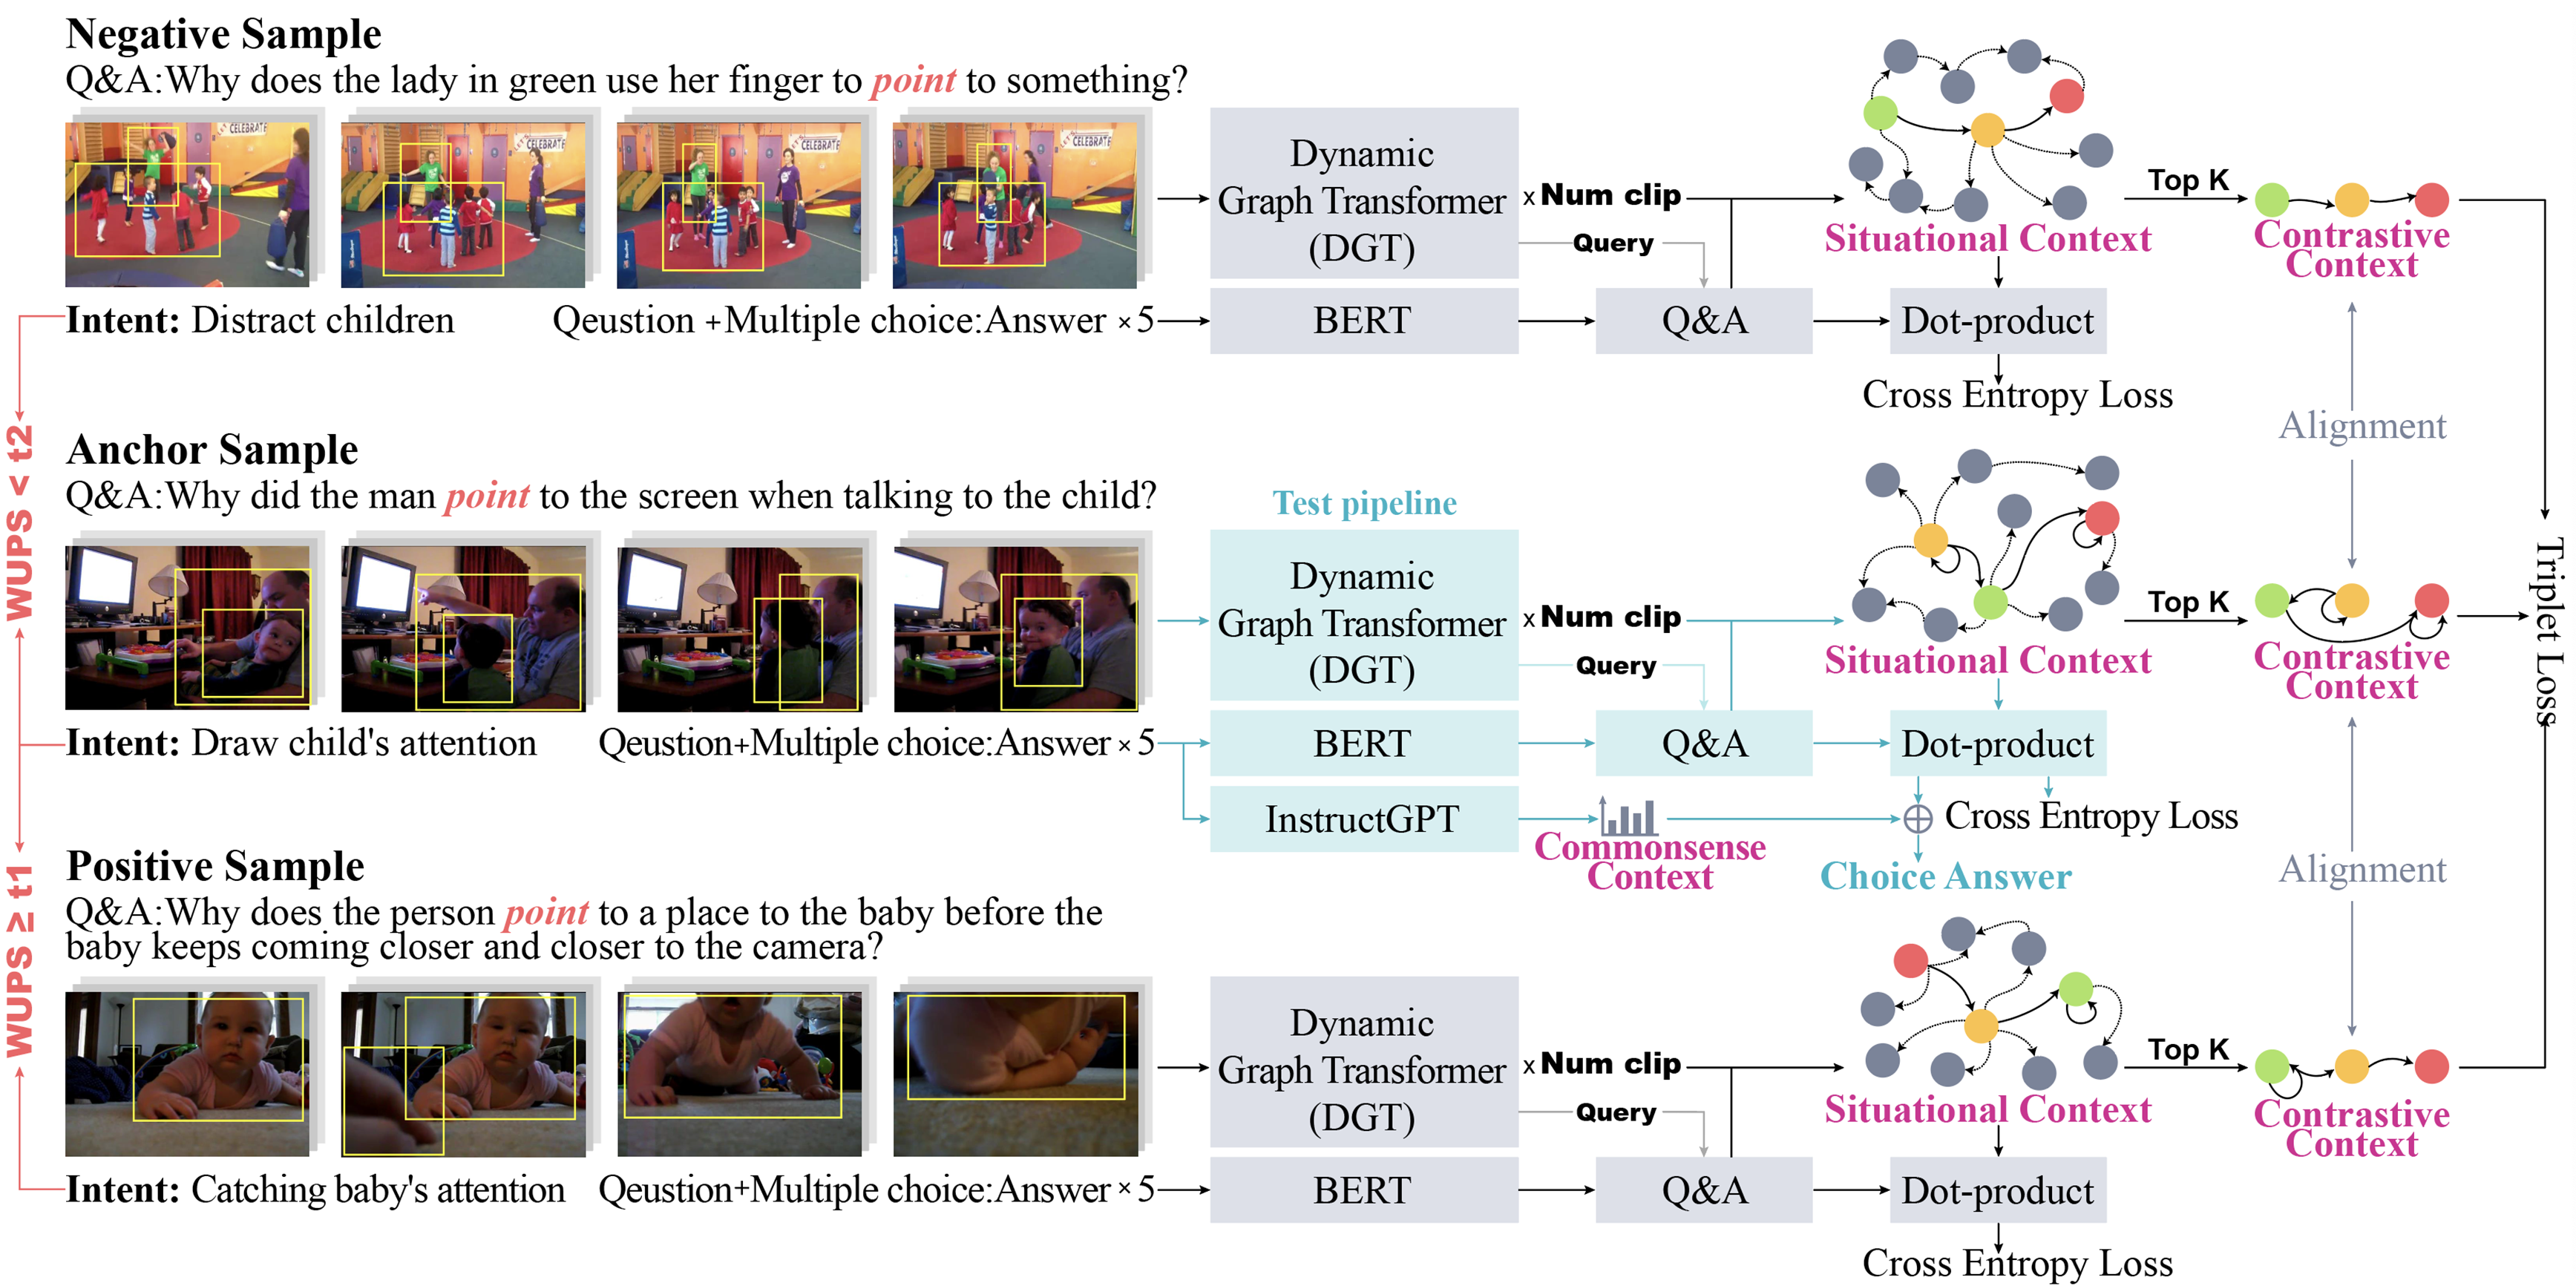 Negative Sample
Q&A:Why does the lady in green use her finger to point to something?
CELEBRATE
CELEBRATE
CELEBRATE
CELEBRATE
Intent: Distract children
Qeustion +Multiple choice:Answer ×5
Dynamic
Graph Transformer
(DGT)
x Num clip
Query
BERT
Q&A
Dot-product
Cross Entropy Loss
Situational Context
Top K
Contrastive
Context
Alignment
WUPS < t2
Anchor Sample
Q&A:Why did the man point to the screen when talking to the child?
Intent: Draw child's attention
Qeustion+Multiple choice:Answer ×5
Test pipeline
Dynamic
Graph Transformer
(DGT)
x Num clip
Query
BERT
Q&A
Dot-product
InstructGPT
Commonsense
Context
Cross Entropy Loss
Choice Answer
Situational Context
Top K
Contrastive
Context
Triplet Loss
Alignment
WUPS ≥ t1
Positive Sample
Q&A:Why does the person point to a place to the baby before the
baby keeps coming closer and closer to the camera?
Intent: Catching baby's attention
Qeustion+Multiple choice:Answer ×5
Dynamic
Graph Transformer
(DGT)
x Num clip
Query
BERT
Q&A
Dot-product
Cross Entropy Loss
Situational Context
Top K
Contrastive
Context